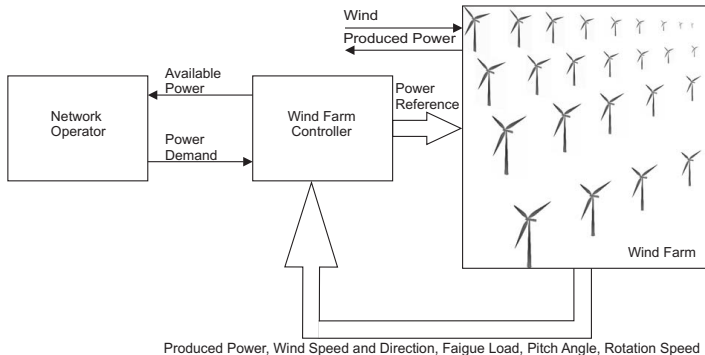 Wind
Produced Power
Available
Power
Power
Reference
Network
Operator
Wind Farm
Controller
Power
Demand
Wind Farm
Produced Power, Wind Speed and Direction, Faigue Load, Pitch Angle, Rotation Speed